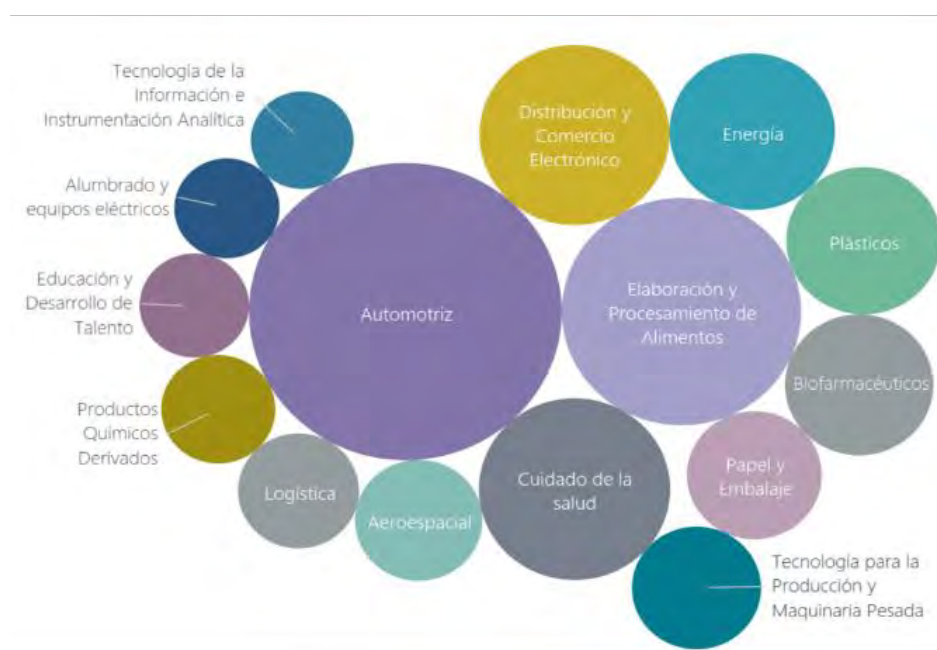 Tecnología de la
Información e
Instrumentación Analítica
Alumbrado y
equipos eléctricos
Educación y
Desarrollo de
Talento
Productos
Químicos
Derivados
Logística
Aeroespacial
Automotriz
Distribución y
Comercio
Electrónico
Energía
Plásticos
Elaboración y
Procesamiento de
Alimentos
Biofarmacéuticos
Papel y
Embalaje
Cuidado de la
salud
Tecnología para la
Producción y
Maquinaria Pesada